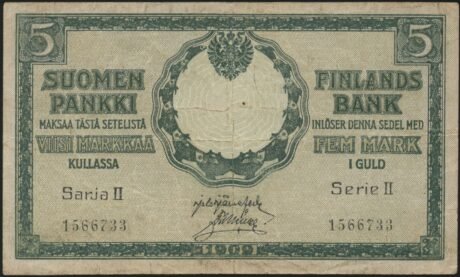 5 5
SUOMEN
PANKKI
MAKSAA TÄSTÄ SETELISTÄ
VIISI MARKKAA
KULLASSA
Sarja II
1566733
FINLANDS
BANK
INLÖSER DENNA SEDEL MED
FEM MARK
I GULD
Serie II
1566733
1909